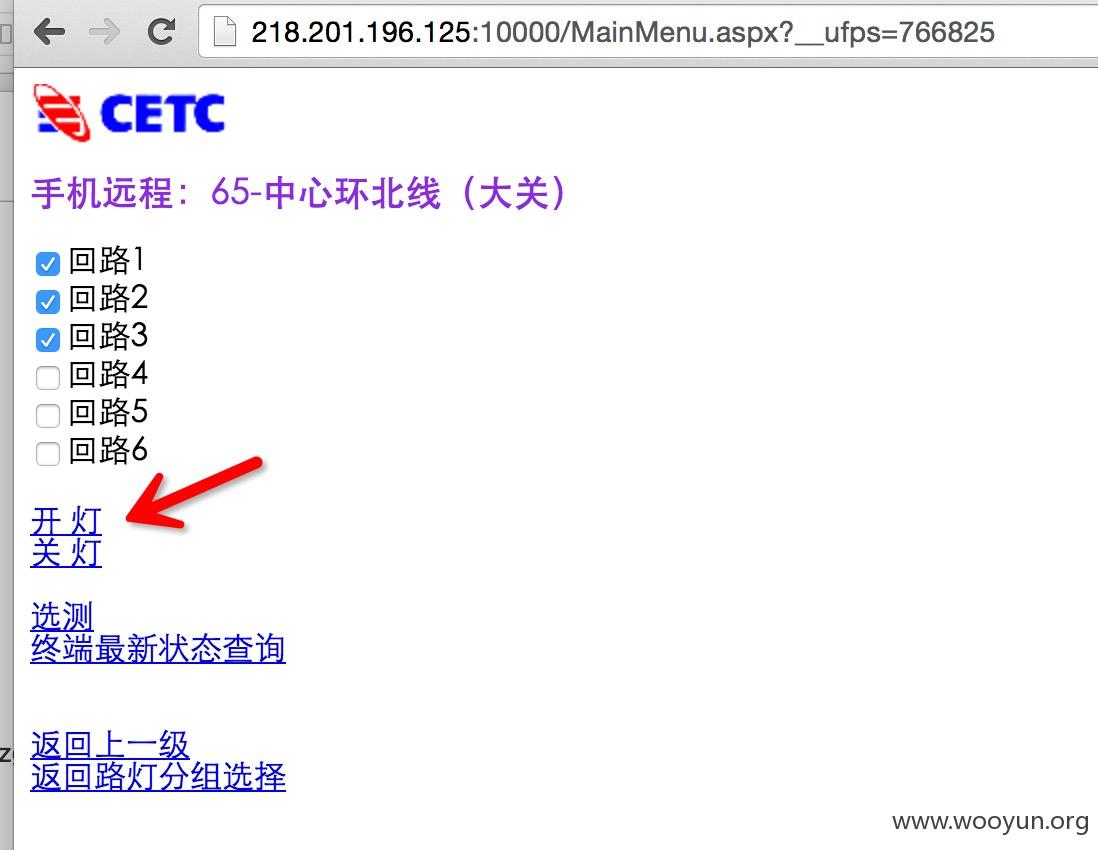 218.201.196.125:10000/MainMenu.aspx?__ufps=766825
CETC
手机远程：65-中心环北线（大关）
回路1
回路2
回路3
回路4
回路5
回路6
开 灯
关 灯
选测
终端最新状态查询
返回上一级
返回路灯分组选择
www.wooyun.org